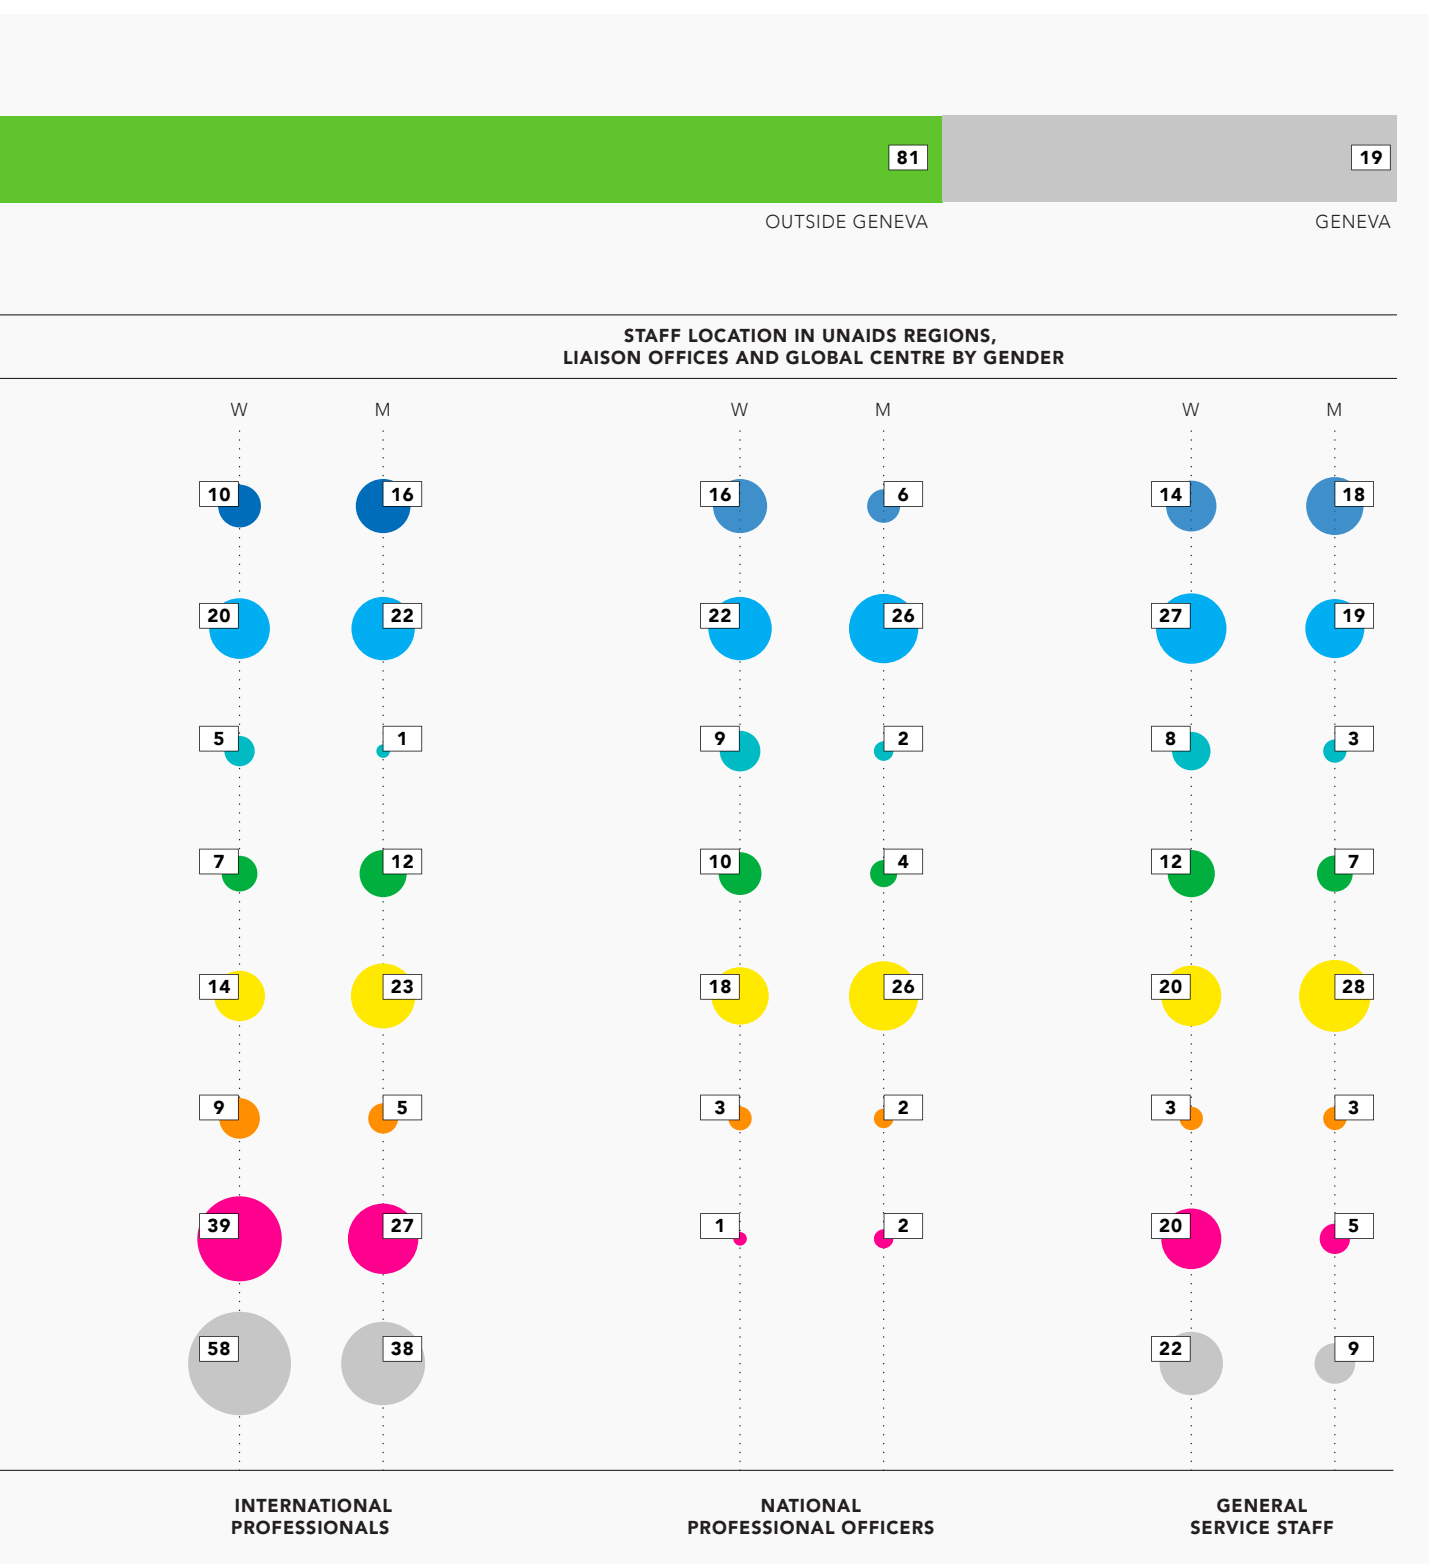 81
19
OUTSIDE GENEVA
GENEVA
STAFF LOCATION IN UNAIDS REGIONS,
LIAISON OFFICES AND GLOBAL CENTRE BY GENDER
W M W M W M
10 16 16 6 14 18
20 22 22 26 27 19
5 1 9 2 8 3
7 12 10 4 12 7
14 23 18 26 20 28
9 5 3 2 3 3
39 27 1 2 20 5
58 38 22 9
INTERNATIONAL
PROFESSIONALS
NATIONAL
PROFESSIONAL OFFICERS
GENERAL
SERVICE STAFF